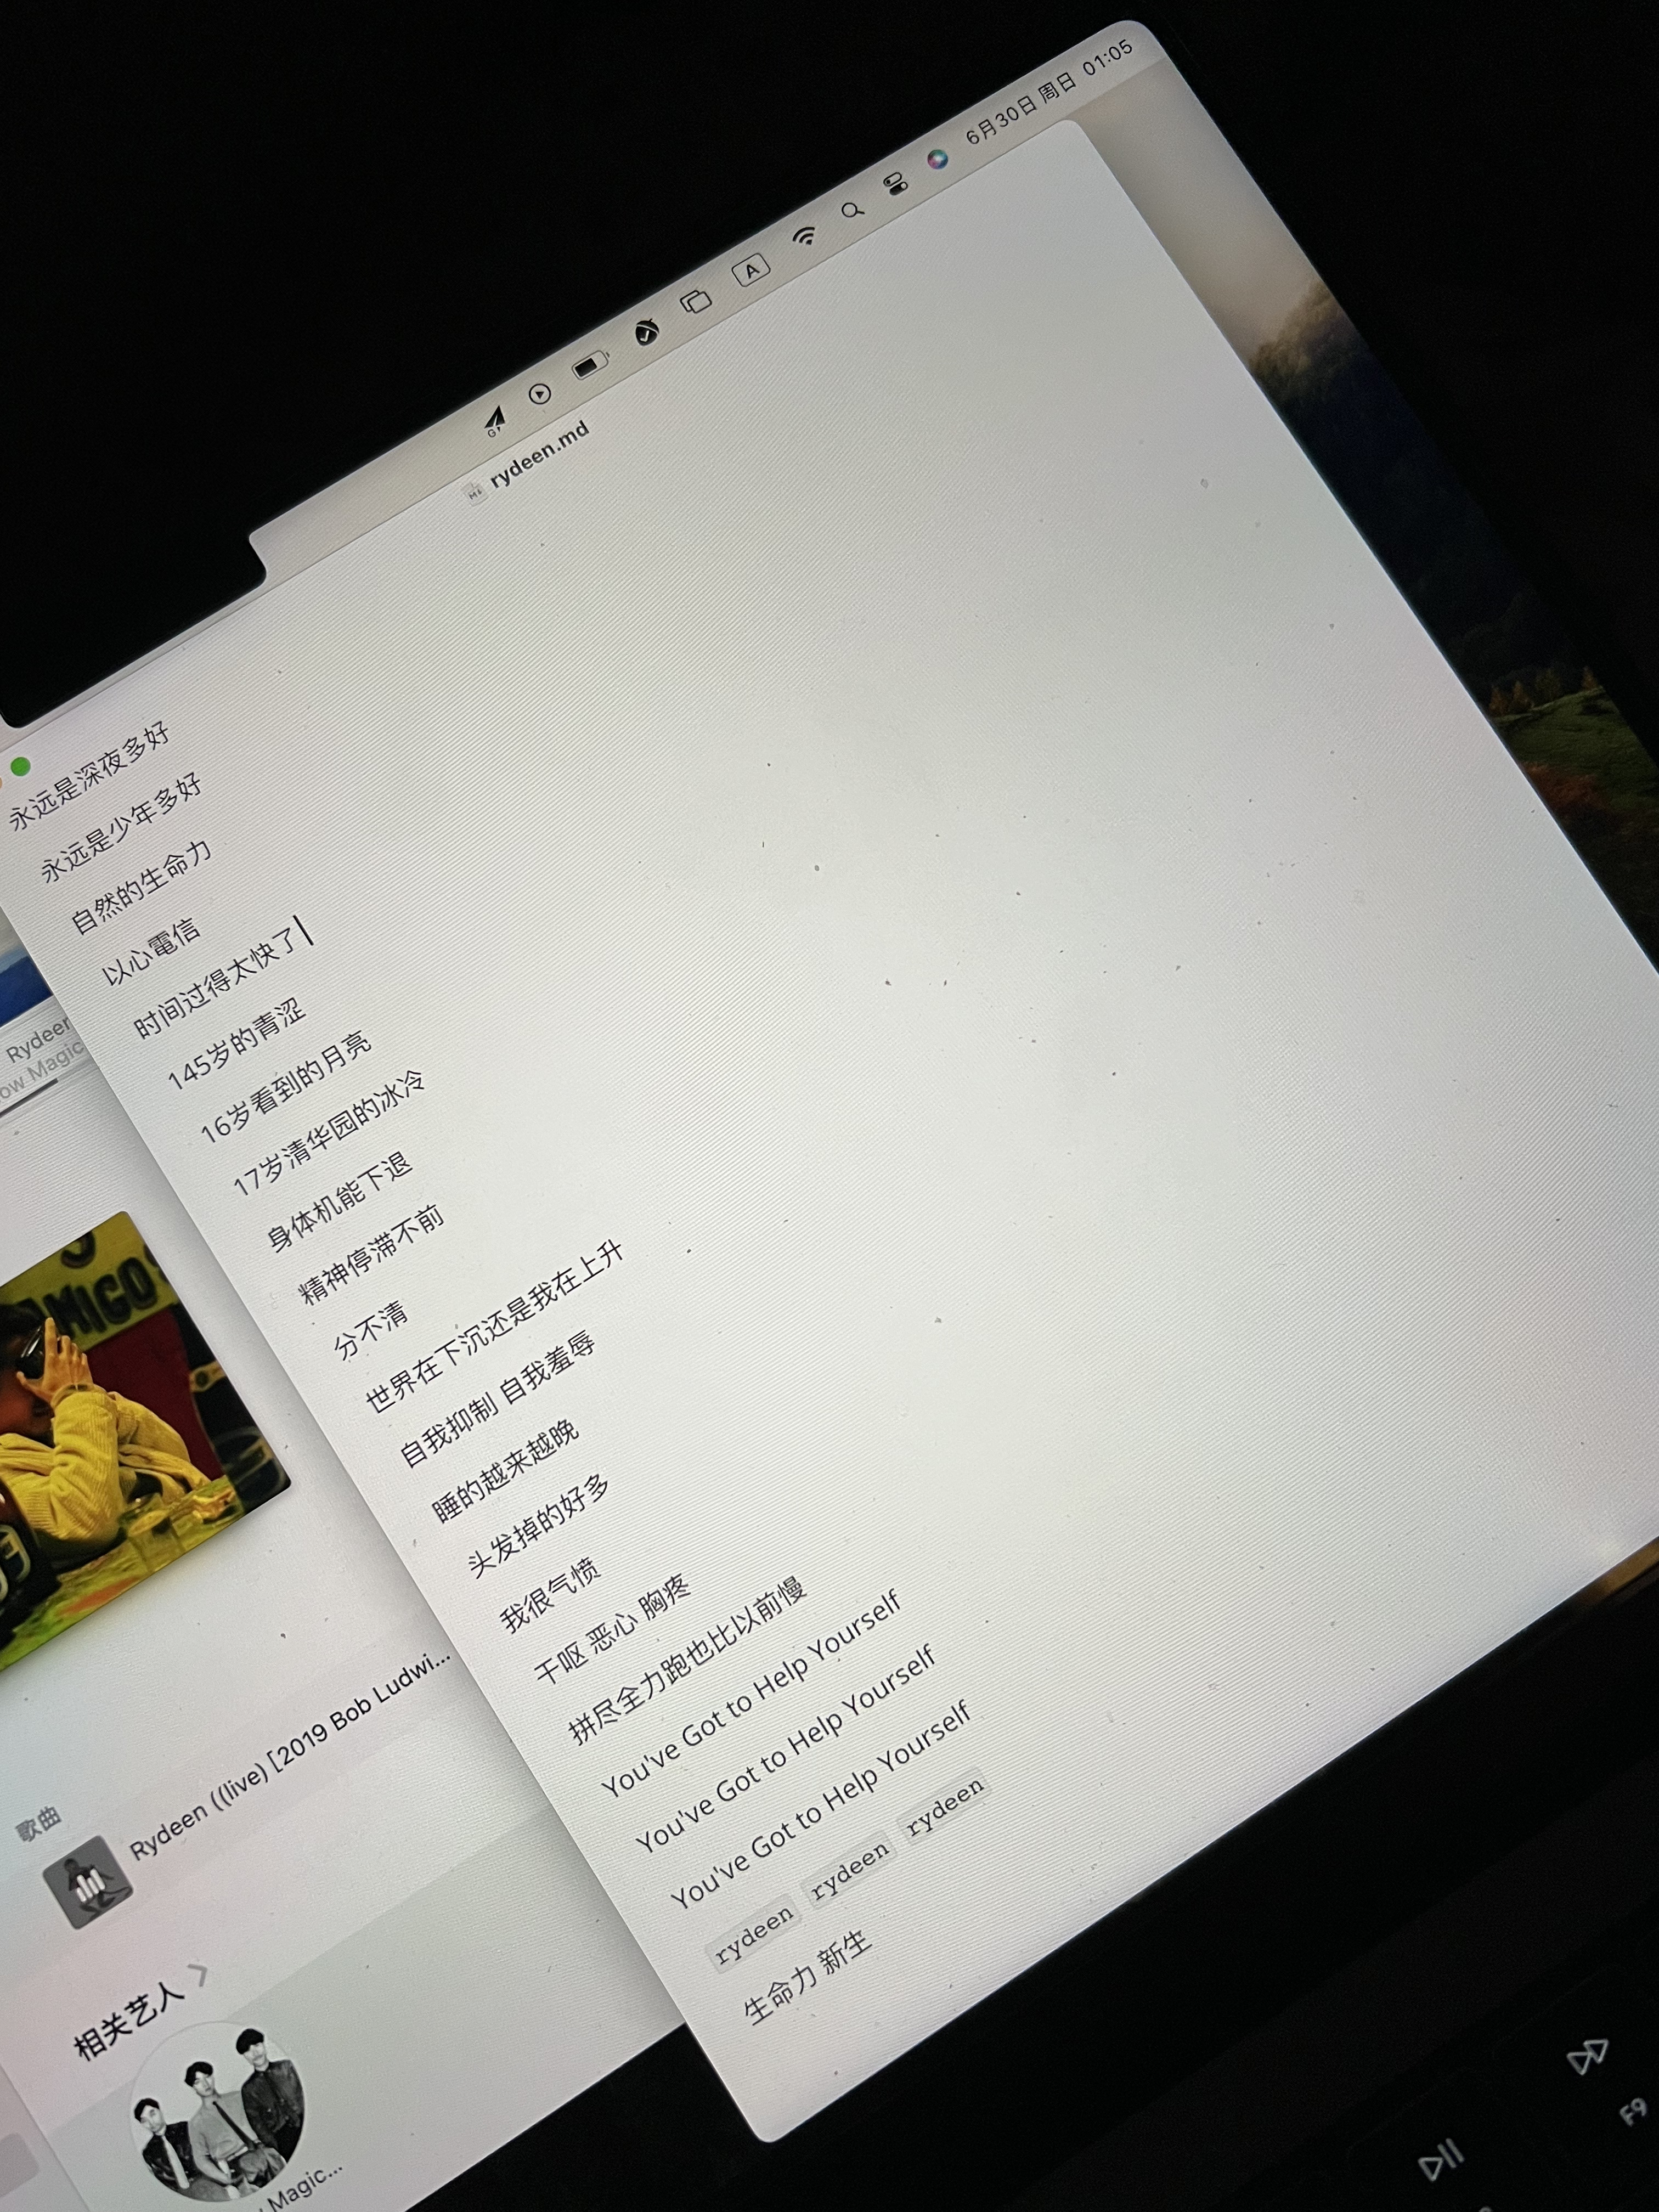 6月30日 周日 01:05
A
rydeen.md
永远是深夜多好
永远是少年多好
自然的生命力
以心電信
时间过得太快了
145岁的青涩
16岁看到的月亮
17岁清华园的冰冷
身体机能下退
精神停滞不前
分不清
世界在下沉还是我在上升
自我抑制 自我羞辱
睡的越来越晚
头发掉的好多
我很气愤
干呕 恶心 胸疼
拼尽全力跑也比以前慢
You've Got to Help Yourself
You've Got to Help Yourself
You've Got to Help Yourself
rydeen rydeen rydeen
生命力 新生
Rydeen
ow Magic
MIGO
歌曲
Rydeen ((live) [2019 Bob Ludwi...
相关艺人
Magic...
F9